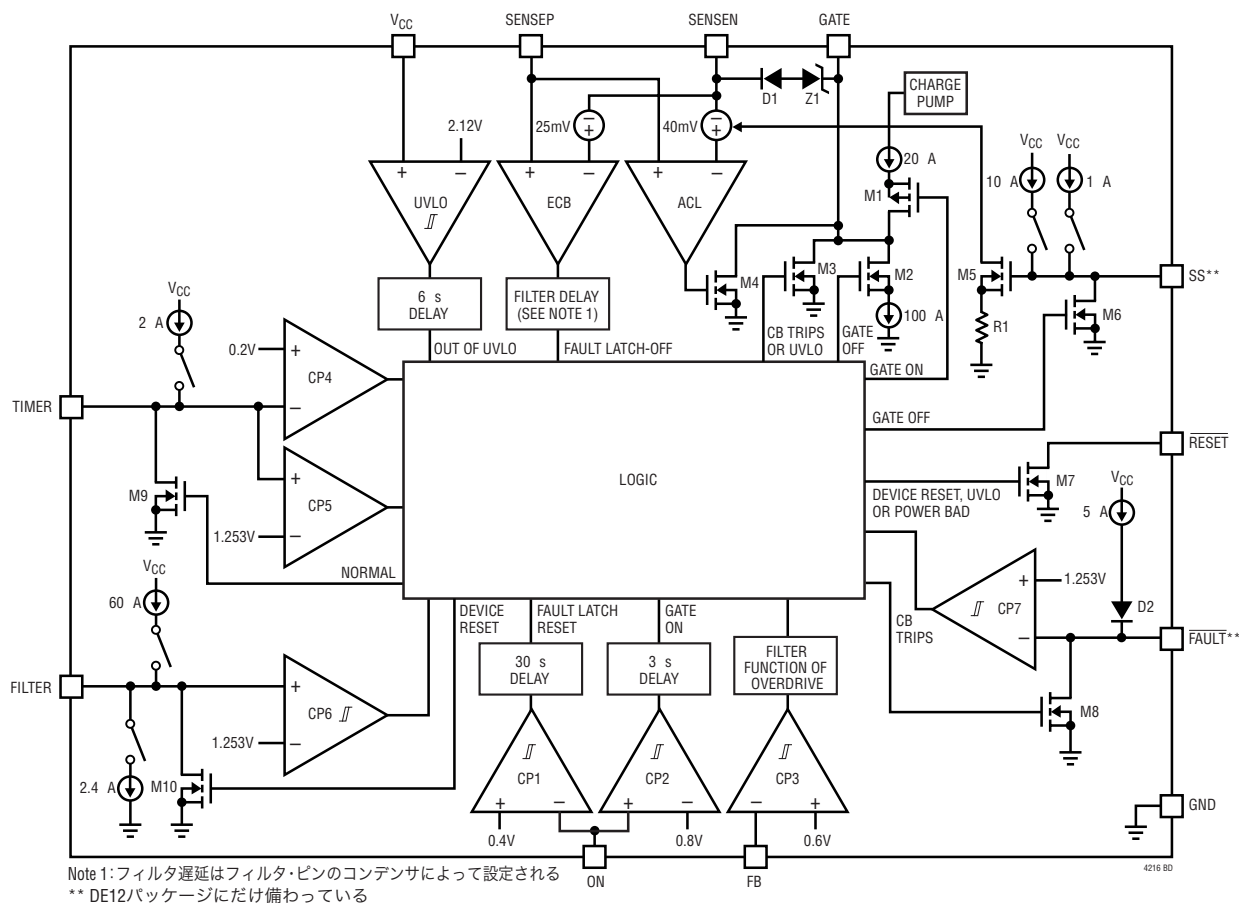 VCC
SENSEP
SENSEN
GATE
D1
Z1
CHARGE
PUMP
2.12V
25mV
40mV
20 A
VCC
VCC
10 A
1 A
M1
UVLO
ECB
ACL
M4
M3
M2
M5
SS**
M6
R1
100 A
6 s
DELAY
FILTER DELAY
(SEE NOTE 1)
CB TRIPS
OR UVLO
GATE
OFF
OUT OF UVLO
FAULT LATCH-OFF
GATE ON
VCC
2 A
0.2V
CP4
TIMER
GATE OFF
RESET
LOGIC
M9
CP5
1.253V
M7
DEVICE RESET, UVLO
OR POWER BAD
VCC
5 A
NORMAL
VCC
60 A
DEVICE
RESET
FAULT LATCH
RESET
GATE
ON
CB
TRIPS
1.253V
CP7
D2
FAULT**
FILTER
30 s
DELAY
3 s
DELAY
FILTER
FUNCTION OF
OVERDRIVE
CP6
1.253V
M8
2.4 A
M10
CP1
CP2
CP3
0.4V
0.8V
0.6V
GND
ON
FB
4216 BD
Note 1:フィルタ遅延はフィルタ・ピンのコンデンサによって設定される
** DE12パッケージにだけ備わっている